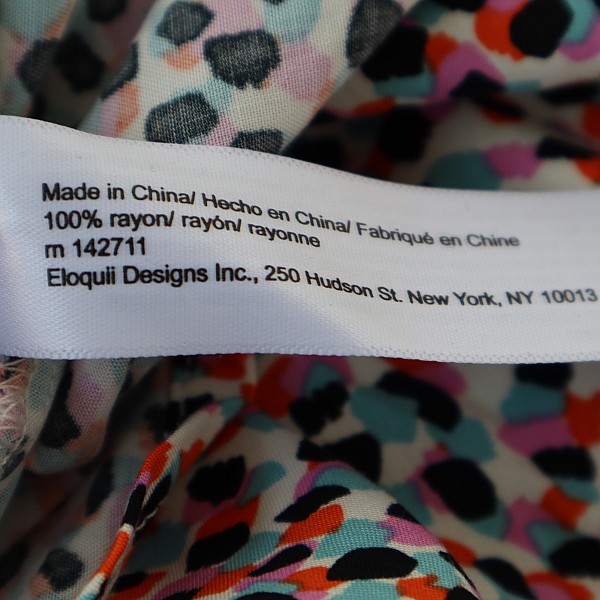 Made in China/ Hecho en China/ Fabriqué en Chine
100% rayon/ rayón/ rayonne
rn 142711
Eloquii Designs Inc., 250 Hudson St. New York, NY 10013